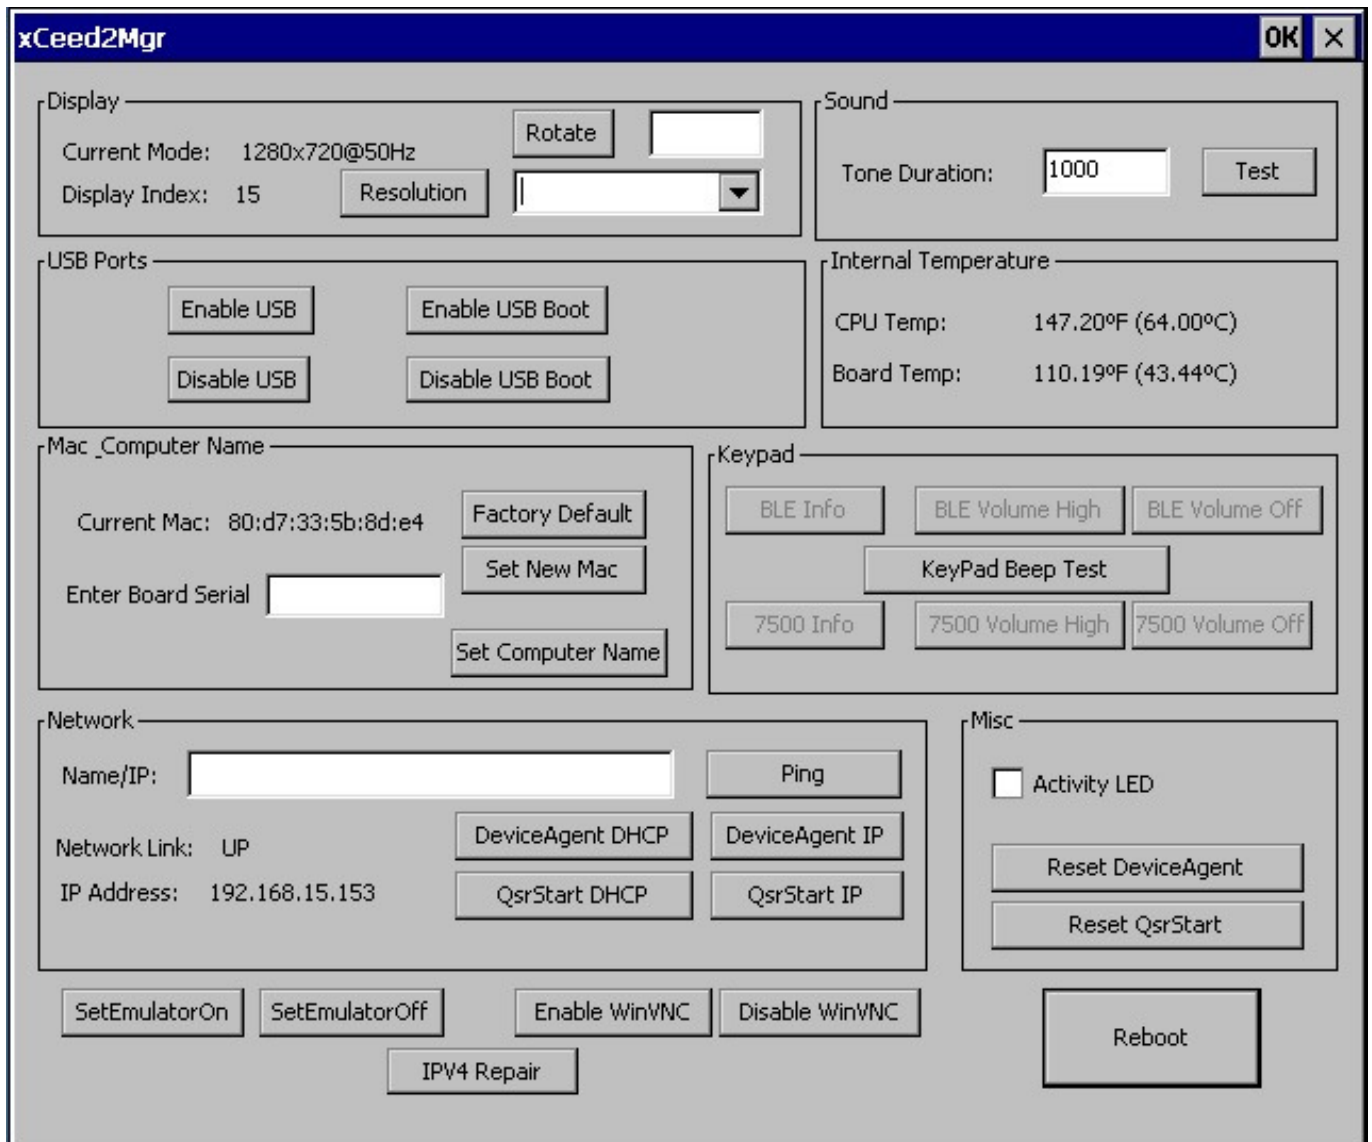 xCeed2Mgr OK ×
Display
Rotate
Current Mode: 1280x720@50Hz
Display Index: 15 Resolution
Sound
Tone Duration: 1000 Test
USB Ports
Enable USB Enable USB Boot
Disable USB Disable USB Boot
Internal Temperature
CPU Temp: 147.20ºF (64.00ºC)
Board Temp: 110.19ºF (43.44ºC)
Mac _Computer Name
Current Mac: 80:d7:33:5b:8d:e4 Factory Default
Set New Mac
Enter Board Serial
Set Computer Name
Keypad
BLE Info BLE Volume High BLE Volume Off
KeyPad Beep Test
7500 Info 7500 Volume High 7500 Volume Off
Network
Name/IP: Ping
Network Link: UP DeviceAgent DHCP DeviceAgent IP
IP Address: 192.168.15.153 QsrStart DHCP QsrStart IP
Misc
Activity LED
Reset DeviceAgent
Reset QsrStart
SetEmulatorOn SetEmulatorOff Enable WinVNC Disable WinVNC
IPV4 Repair
Reboot